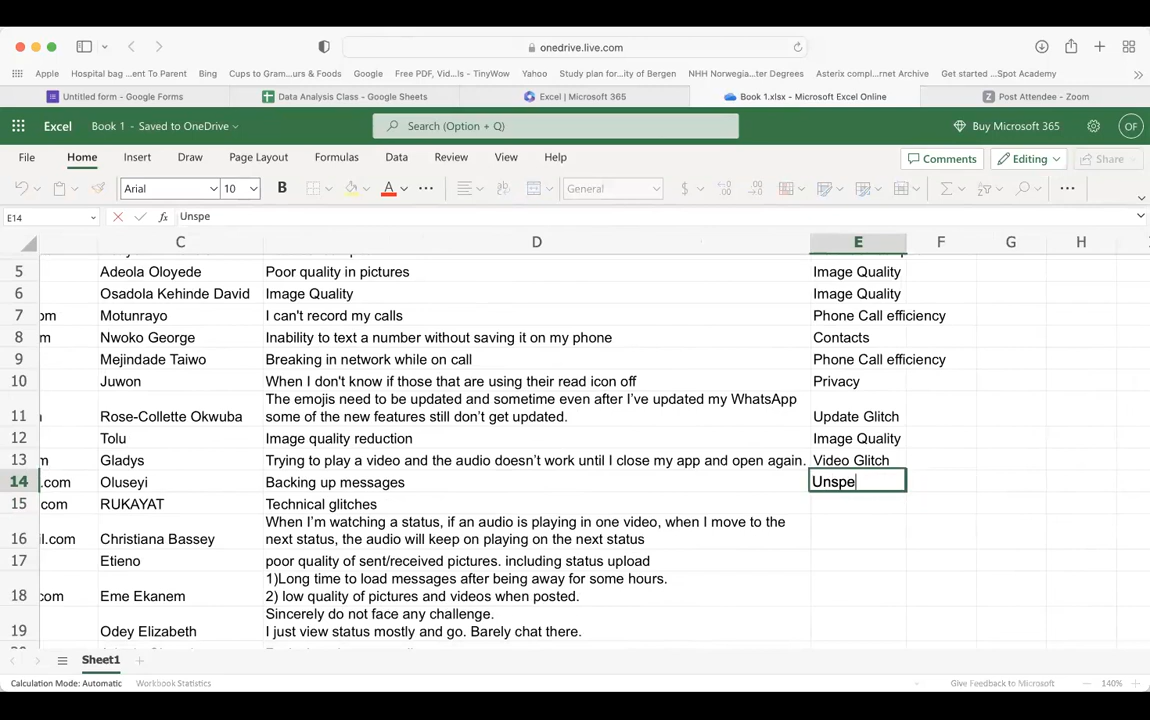 onedrive.live.com
Apple Hospital bag ...ent To Parent Bing Cups to Gram...urs & Foods Google Free PDF, Vid...ls - TinyWow Yahoo Study plan for...ity of Bergen NHH Norwegia...ter Degrees Asterix compl...rnet Archive Get started ...Spot Academy
Untitled form - Google Forms Data Analysis Class - Google Sheets Excel | Microsoft 365 Book 1.xlsx - Microsoft Excel Online Post Attendee - Zoom
Excel Book 1 - Saved to OneDrive Search (Option + Q) Buy Microsoft 365 OF
File Home Insert Draw Page Layout Formulas Data Review View Help Comments Editing Share
Arial 10 B A General $
E14 fx Unspe
C D E F G H
5 Adeola Oloyede Poor quality in pictures Image Quality
6 Osadola Kehinde David Image Quality Image Quality
7 om Motunrayo I can't record my calls Phone Call efficiency
8 m Nwoko George Inability to text a number without saving it on my phone Contacts
9 Mejindade Taiwo Breaking in network while on call Phone Call efficiency
10 Juwon When I don't know if those that are using their read icon off Privacy
The emojis need to be updated and sometime even after I've updated my WhatsApp
11 Rose-Collette Okwuba some of the new features still don't get updated. Update Glitch
12 Tolu Image quality reduction Image Quality
13 m Gladys Trying to play a video and the audio doesn't work until I close my app and open again. Video Glitch
14 .com Oluseyi Backing up messages Unspe
15 com RUKAYAT Technical glitches
When I'm watching a status, if an audio is playing in one video, when I move to the
16 il.com Christiana Bassey next status, the audio will keep on playing on the next status
17 Etieno poor quality of sent/received pictures. including status upload
1)Long time to load messages after being away for some hours.
18 com Eme Ekanem 2) low quality of pictures and videos when posted.
Sincerely do not face any challenge.
19 Odey Elizabeth I just view status mostly and go. Barely chat there.
Sheet1
Calculation Mode: Automatic Workbook Statistics Give Feedback to Microsoft 140%